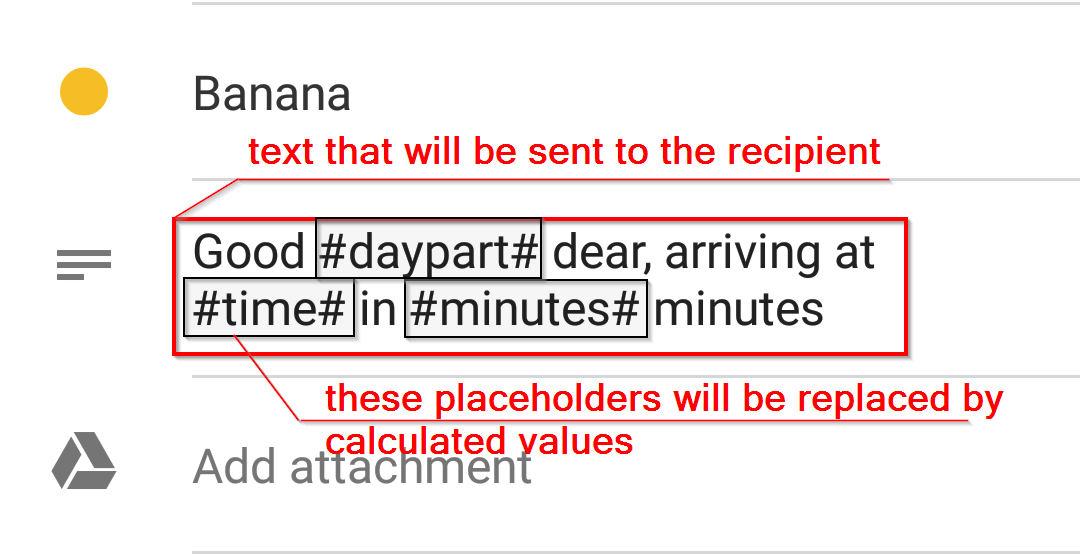 Banana
text that will be sent to the recipient
Good #daypart# dear, arriving at
#time# in #minutes# minutes
these placeholders will be replaced by
calculated values
Add attachment